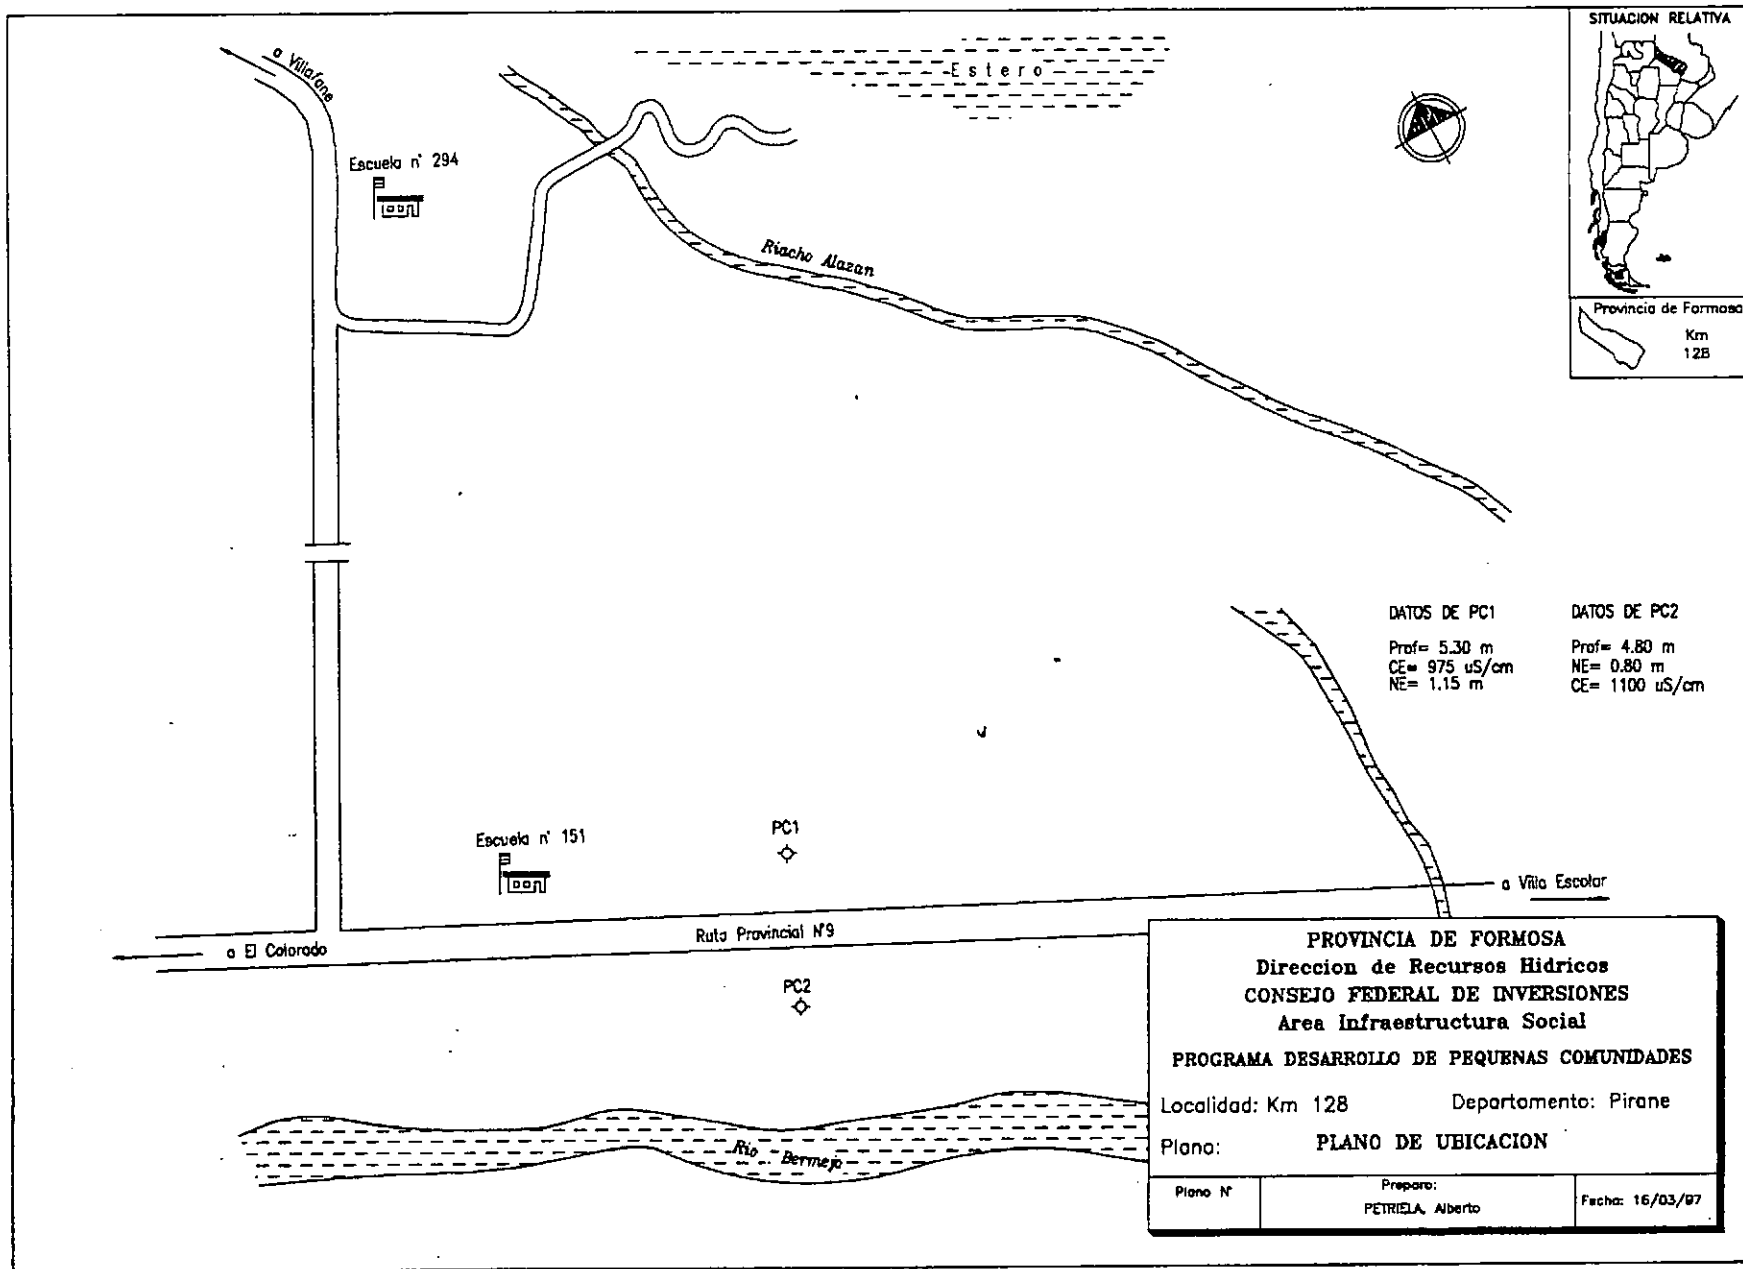 SITUACION RELATIVA
a Villafane
Estero
Escuela n° 294
Riacho Alazan
Provincia de Formosa
Km
128
DATOS DE PC1
Prof= 5.30 m
CE= 975 uS/cm
NE= 1.15 m
DATOS DE PC2
Prof= 4.80 m
NE= 0.80 m
CE= 1100 uS/cm
PC1
Escuela n° 151
a Villa Escolar
Ruta Provincial N°9
a El Colorado
PC2
Rio Bermejo
PROVINCIA DE FORMOSA
Direccion de Recursos Hidricos
CONSEJO FEDERAL DE INVERSIONES
Area Infraestructura Social
PROGRAMA DESARROLLO DE PEQUENAS COMUNIDADES
Localidad: Km 128 Departamento: Pirane
Plano: PLANO DE UBICACION
Plano N°
Preparo:
PETRIELA, Alberto
Fecha: 16/03/97